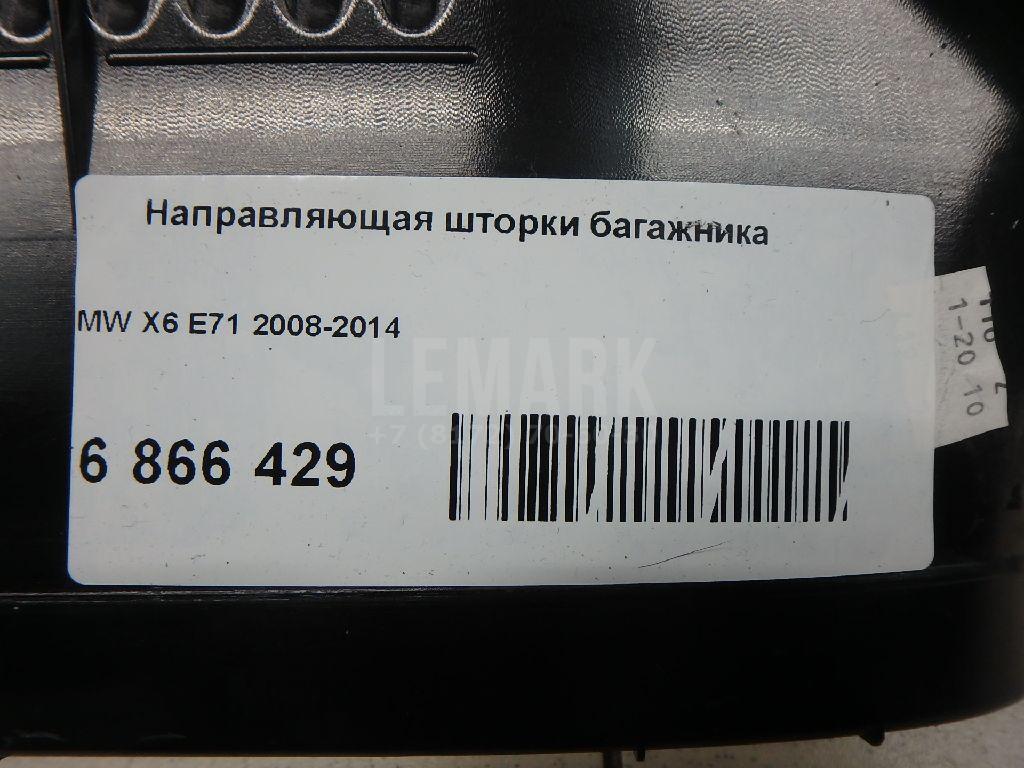 Направляющая шторки багажника
MW X6 E71 2008-2014
LEMARK
6 866 429
1-20 10